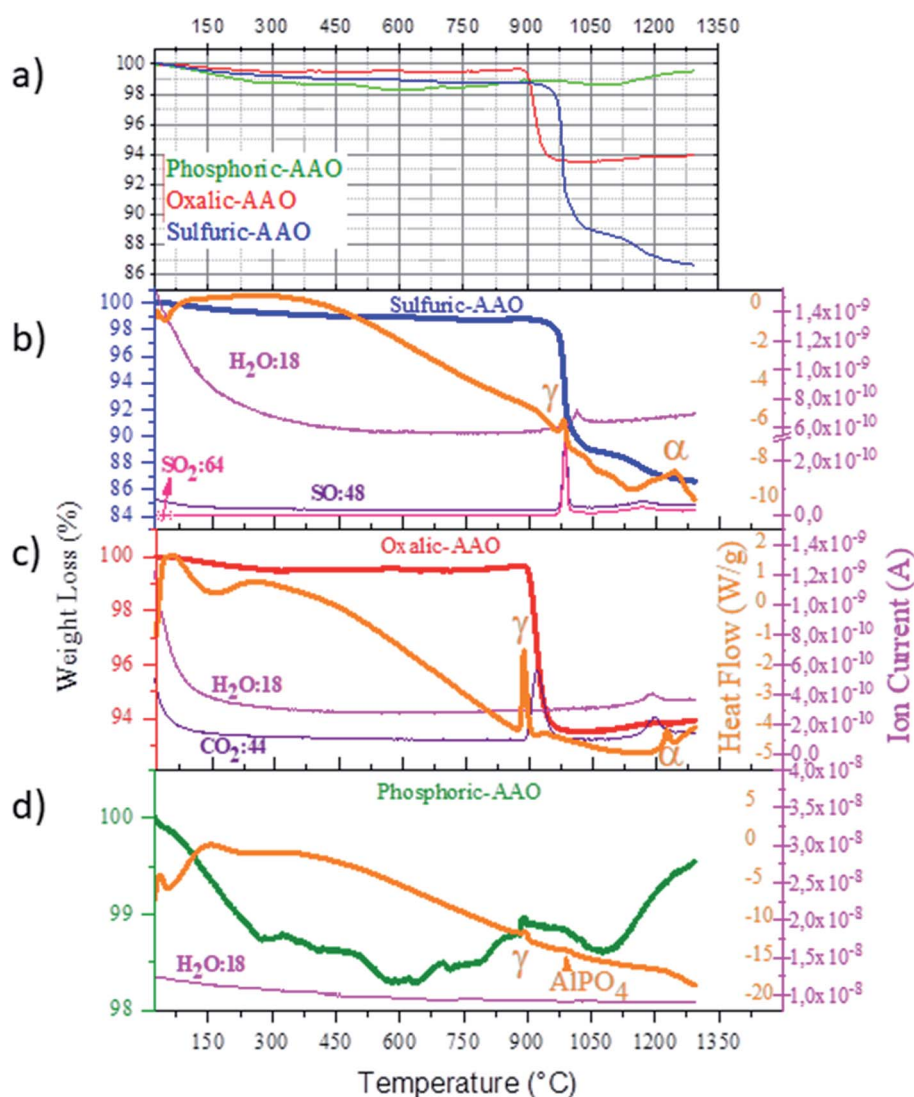 150 300 450 600 750 900 1050 1200 1350
a)
100
98
96
94
92
90
88
86
Phosphoric-AAO
Oxalic-AAO
Sulfuric-AAO
b)
100
98
96
94
92
90
88
86
84
Sulfuric-AAO
H₂O:18
SO₂:64
SO:48
γ
α
0
-2
-4
-6
-8
-10
1,4x10⁻⁹
1,2x10⁻⁹
1,0x10⁻⁹
8,0x10⁻¹⁰
6,0x10⁻¹⁰
2,0x10⁻¹⁰
0,0
c)
100
98
96
94
Oxalic-AAO
H₂O:18
CO₂:44
γ
α
2
1
0
-1
-2
-3
-4
-5
1,4x10⁻⁹
1,2x10⁻⁹
1,0x10⁻⁹
8,0x10⁻¹⁰
6,0x10⁻¹⁰
4,0x10⁻¹⁰
2,0x10⁻¹⁰
0,0
Weight Loss (%)
Heat Flow (W/g)
Ion Current (A)
d)
100
99
98
Phosphoric-AAO
H₂O:18
γ
AlPO₄
5
0
-5
-10
-15
-20
4,0x10⁻⁸
3,5x10⁻⁸
3,0x10⁻⁸
2,5x10⁻⁸
2,0x10⁻⁸
1,5x10⁻⁸
1,0x10⁻⁸
150 300 450 600 750 900 1050 1200 1350
Temperature (°C)